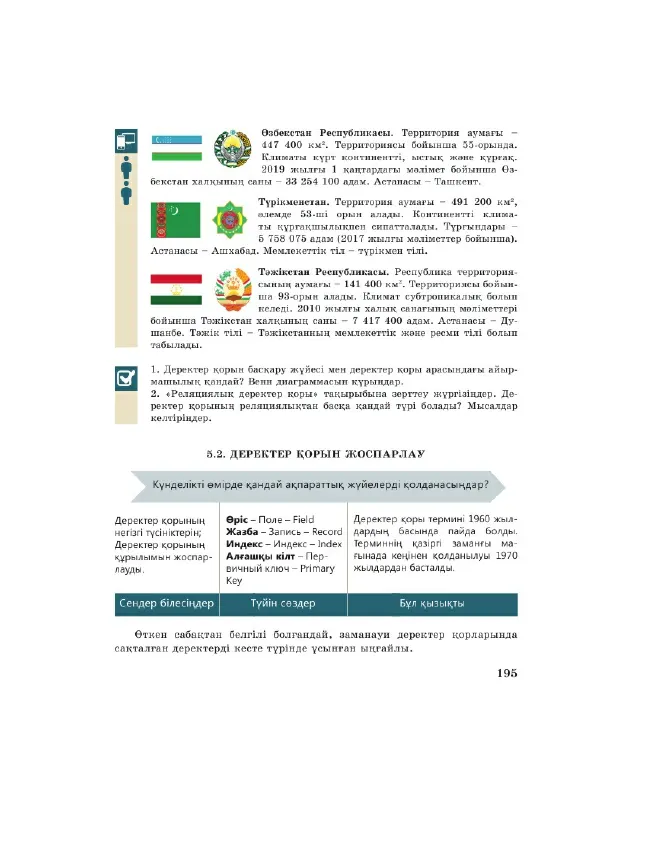 Өзбекстан Республикасы. Территория аумағы –
447 400 км². Территориясы бойынша 55-орында.
Климаты күрт континентті, ыстық және құрғақ.
2019 жылғы 1 қаңтардағы мәлімет бойынша Өз-
бекстан халқының саны – 33 254 100 адам. Астанасы – Ташкент.
Түрікменстан. Территория аумағы – 491 200 км²,
әлемде 53-ші орын алады. Континентті клима-
ты құрғақшылықпен сипатталады. Тұрғындары –
5 758 075 адам (2017 жылғы мәліметтер бойынша).
Астанасы – Ашхабад. Мемлекеттік тіл – түрікмен тілі.
Тәжікстан Республикасы. Республика территория-
сының аумағы – 141 400 км². Территориясы бойын-
ша 93-орын алады. Климат субтропикалық болып
келеді. 2010 жылғы халық санағының мәліметтері
бойынша Тәжікстан халқының саны – 7 417 400 адам. Астанасы – Ду-
шанбе. Тәжік тілі – Тәжікстанның мемлекеттік және ресми тілі болып
табылады.
1. Деректер қорын басқару жүйесі мен деректер қоры арасындағы айыр-
машылық қандай? Венн диаграммасын құрыңдар.
2. «Реляциялық деректер қоры» тақырыбына зерттеу жүргізіңдер. Де-
ректер қорының реляциялықтан басқа қандай түрі болады? Мысалдар
келтіріңдер.
5.2. ДЕРЕКТЕР ҚОРЫН ЖОСПАРЛАУ
Күнделікті өмірде қандай ақпараттық жүйелерді қолданасыңдар?
Деректер қорының
негізгі түсініктерін;
Деректер қорының
құрылымын жоспар-
лауды.
Сендер білесіңдер
Өріс – Поле – Field
Жазба – Запись – Record
Индекс – Индекс – Index
Алғашқы кілт – Пер-
вичный ключ – Primary
Key
Түйін сөздер
Деректер қоры термині 1960 жыл-
дардың басында пайда болды.
Терминнің қазіргі заманғы ма-
ғынада кеңінен қолданылуы 1970
жылдардан басталды.
Бұл қызықты
Өткен сабақтан белгілі болғандай, заманауи деректер қорларында
сақталған деректерді кесте түрінде ұсынған ыңғайлы.
195